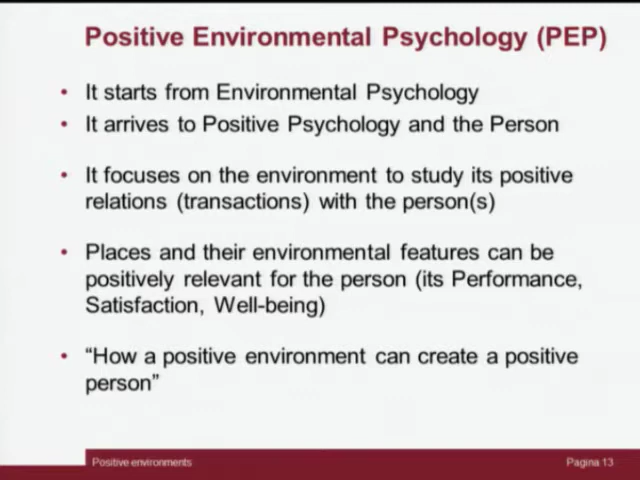 Positive Environmental Psychology (PEP)
• It starts from Environmental Psychology
• It arrives to Positive Psychology and the Person
• It focuses on the environment to study its positive
relations (transactions) with the person(s)
• Places and their environmental features can be
positively relevant for the person (its Performance,
Satisfaction, Well-being)
• “How a positive environment can create a positive
person”
Positive environments
Pagina 13